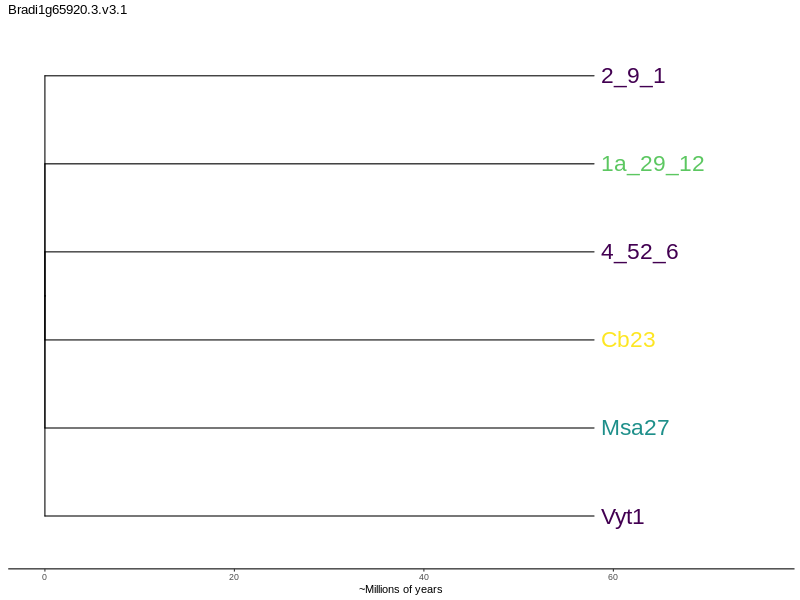 Bradi1g65920.3.v3.1
2_9_1
1a_29_12
4_52_6
Cb23
Msa27
Vyt1
0 20 40 60
~Millions of years